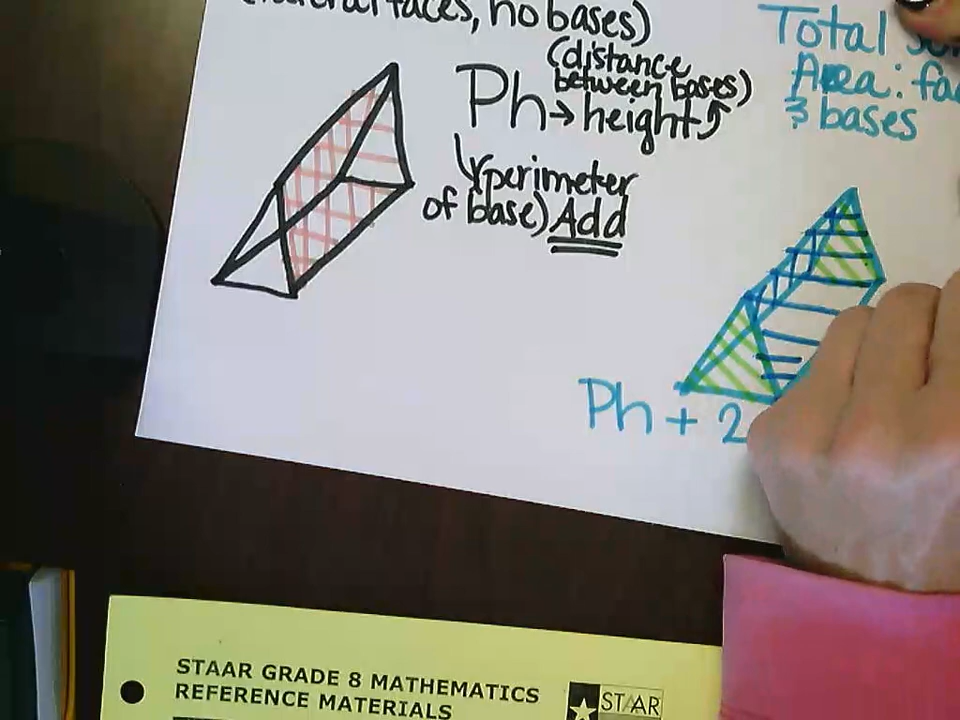 faces, no bases)
(distance
between bases)
Ph → height
(perimeter
of base) Add
Total
Area:
& bases
Ph + 2
STAAR GRADE 8 MATHEMATICS
REFERENCE MATERIALS
STAAR